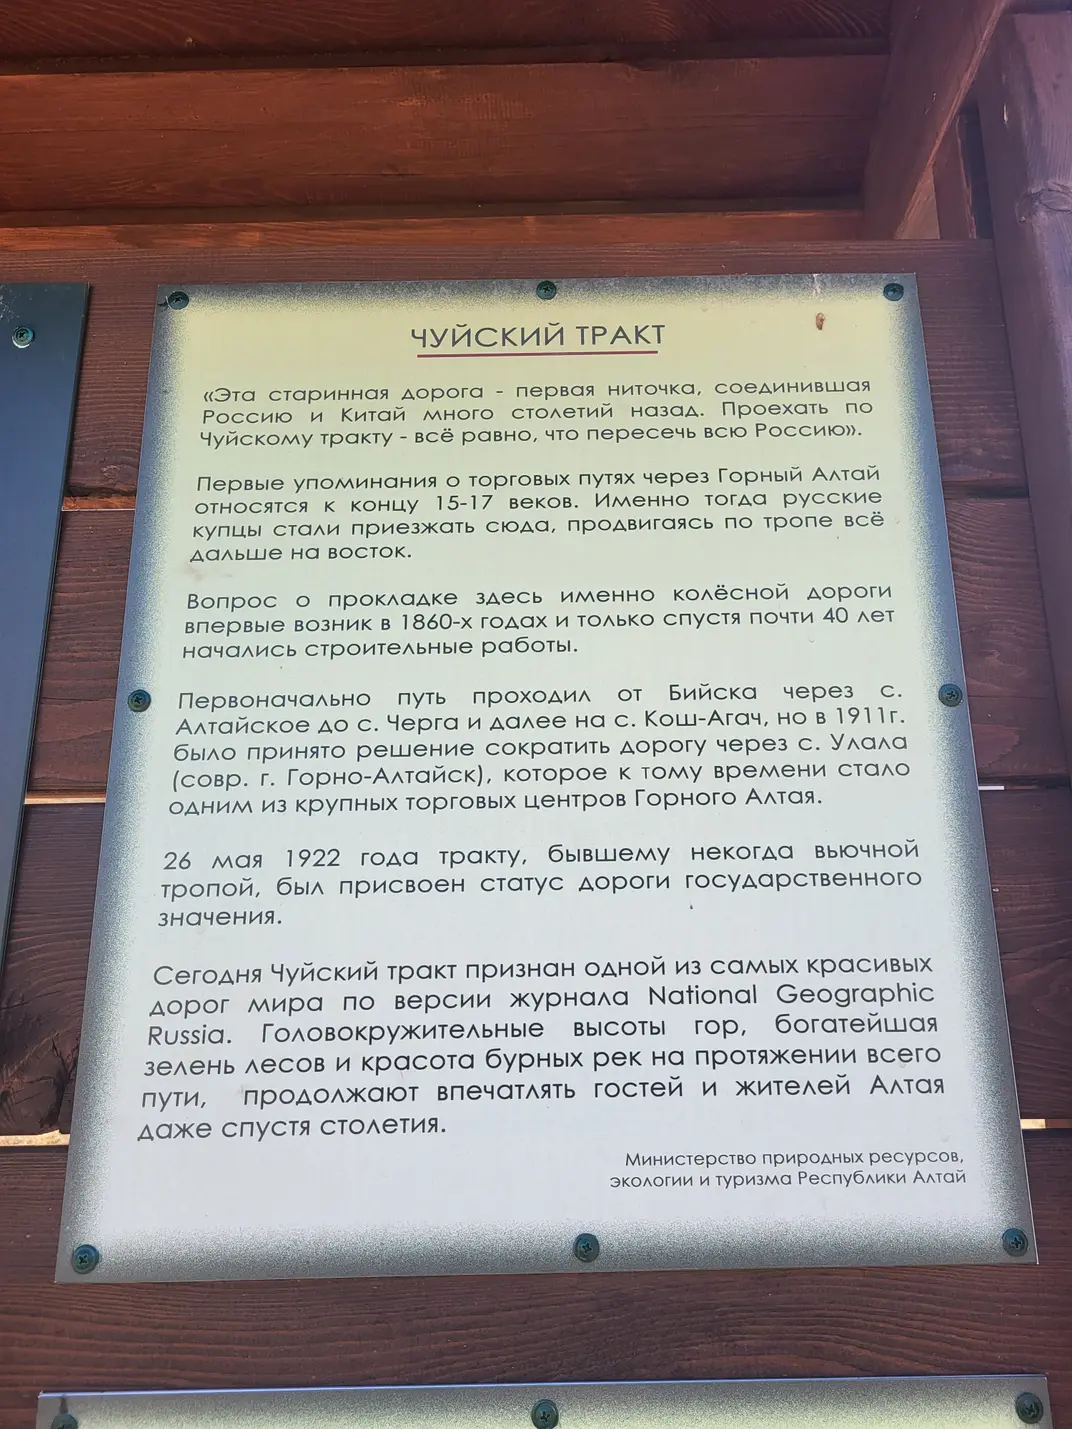 ЧУЙСКИЙ ТРАКТ
«Эта старинная дорога - первая ниточка, соединившая
Россию и Китай много столетий назад. Проехать по
Чуйскому тракту - всё равно, что пересечь всю Россию».
Первые упоминания о торговых путях через Горный Алтай
относятся к концу 15-17 веков. Именно тогда русские
купцы стали приезжать сюда, продвигаясь по тропе всё
дальше на восток.
Вопрос о прокладке здесь именно колёсной дороги
впервые возник в 1860-х годах и только спустя почти 40 лет
начались строительные работы.
Первоначально путь проходил от Бийска через с.
Алтайское до с. Черга и далее на с. Кош-Агач, но в 1911г.
было принято решение сократить дорогу через с. Улала
(совр. г. Горно-Алтайск), которое к тому времени стало
одним из крупных торговых центров Горного Алтая.
26 мая 1922 года тракту, бывшему некогда вьючной
тропой, был присвоен статус дороги государственного
значения.
Сегодня Чуйский тракт признан одной из самых красивых
дорог мира по версии журнала National Geographic
Russia. Головокружительные высоты гор, богатейшая
зелень лесов и красота бурных рек на протяжении всего
пути, продолжают впечатлять гостей и жителей Алтая
даже спустя столетия.
Министерство природных ресурсов,
экологии и туризма Республики Алтай